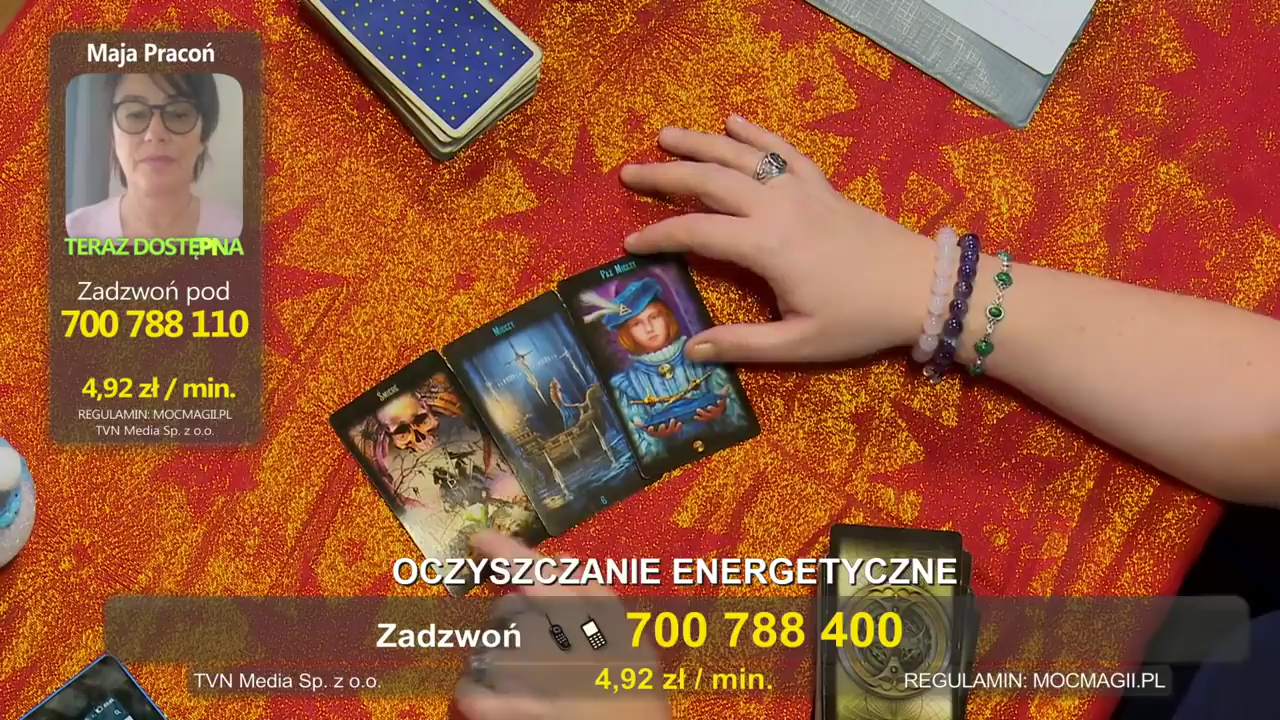 Maja Pracoń
TERAZ DOSTĘPNA
Zadzwoń pod
700 788 110
4,92 zł / min.
REGULAMIN: MOCMAGII.PL
TVN Media Sp. z o.o.
Paź Mieczy
Mieczy
Śmierć
6
OCZYSZCZANIE ENERGETYCZNE
Zadzwoń 700 788 400
TVN Media Sp. z o.o. 4,92 zł / min. REGULAMIN: MOCMAGII.PL